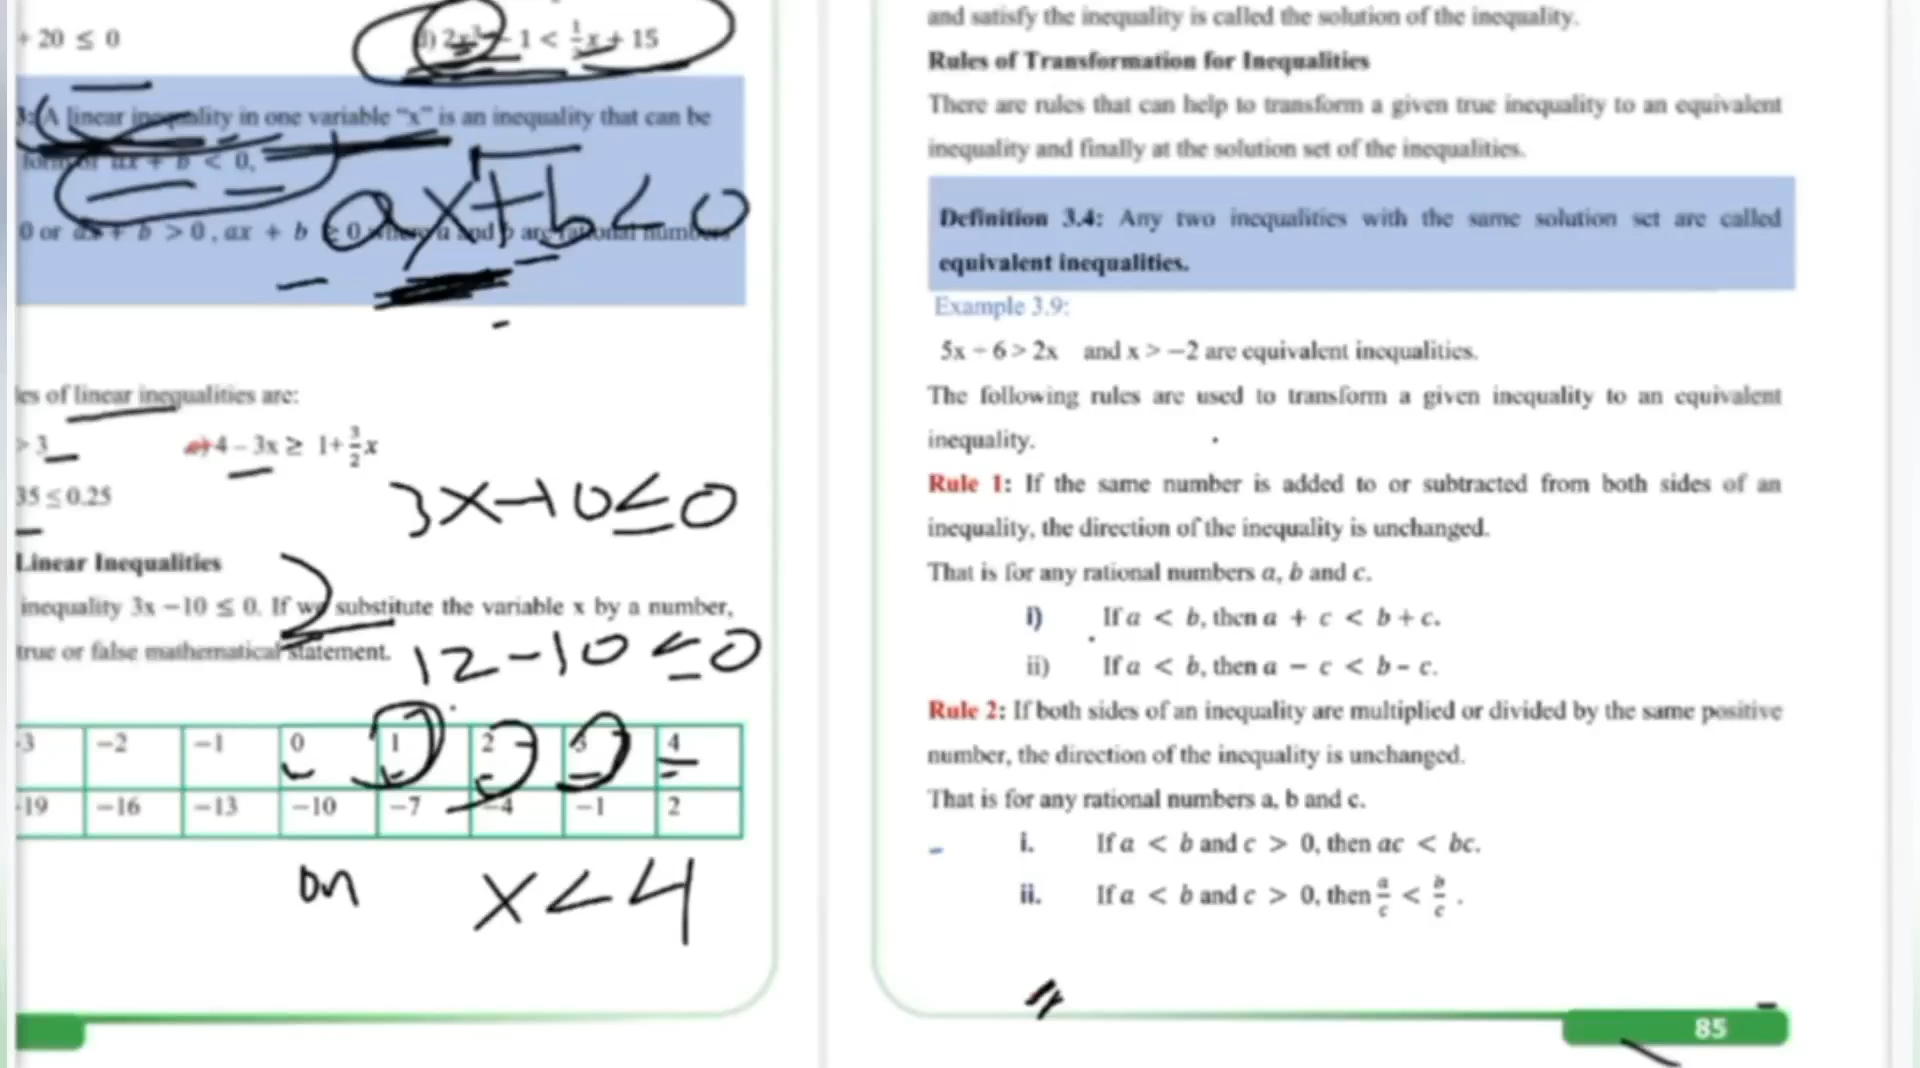 + 20 ≤ 0
d) 2x³ − 1 < ½x + 15
3: A linear inequality in one variable “x” is an inequality that can be
form of ax + b < 0,
ax + b < 0
0 or ax + b > 0 , ax + b ≥ 0 where a and b are rational numbers
les of linear inequalities are:
> 3
4 – 3x ≥ 1+ 3/2 x
3x-10≤0
35 ≤ 0.25
Linear Inequalities
2
inequality 3x −10 ≤ 0. If we substitute the variable x by a number,
true or false mathematical statement.
12-10≤0
-3 −2 −1 0 1 2 3 4
-19 −16 −13 −10 −7 −4 −1 2
on x<4
and satisfy the inequality is called the solution of the inequality.
Rules of Transformation for Inequalities
There are rules that can help to transform a given true inequality to an equivalent
inequality and finally at the solution set of the inequalities.
Definition 3.4: Any two inequalities with the same solution set are called
equivalent inequalities.
Example 3.9:
5x + 6 > 2x and x > −2 are equivalent inequalities.
The following rules are used to transform a given inequality to an equivalent
inequality.
Rule 1: If the same number is added to or subtracted from both sides of an
inequality, the direction of the inequality is unchanged.
That is for any rational numbers a, b and c.
i) If a < b, then a + c < b + c.
ii) If a < b, then a − c < b – c.
Rule 2: If both sides of an inequality are multiplied or divided by the same positive
number, the direction of the inequality is unchanged.
That is for any rational numbers a, b and c.
i. If a < b and c > 0, then ac < bc.
ii. If a < b and c > 0, then a/c < b/c .
85